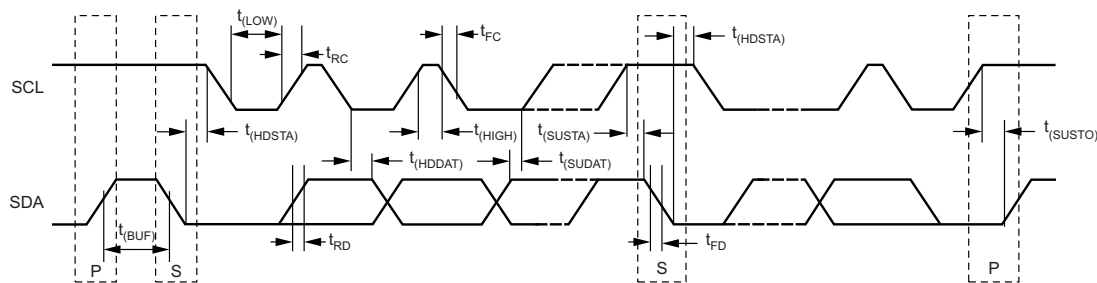 t(LOW)
tRC
tFC
t(HDSTA)
SCL
t(HDSTA)
t(HIGH)
t(SUSTA)
t(SUSTO)
t(HDDAT)
t(SUDAT)
SDA
t(BUF)
tRD
tFD
P
S
S
P